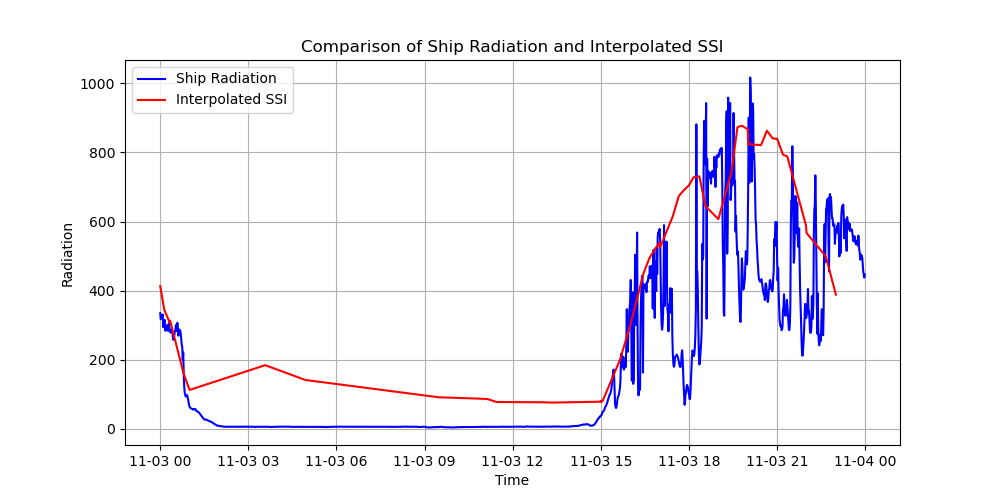 Comparison of Ship Radiation and Interpolated SSI
Ship Radiation
Interpolated SSI
Radiation
1000
800
600
400
200
0
11-03 00 11-03 03 11-03 06 11-03 09 11-03 12 11-03 15 11-03 18 11-03 21 11-04 00
Time